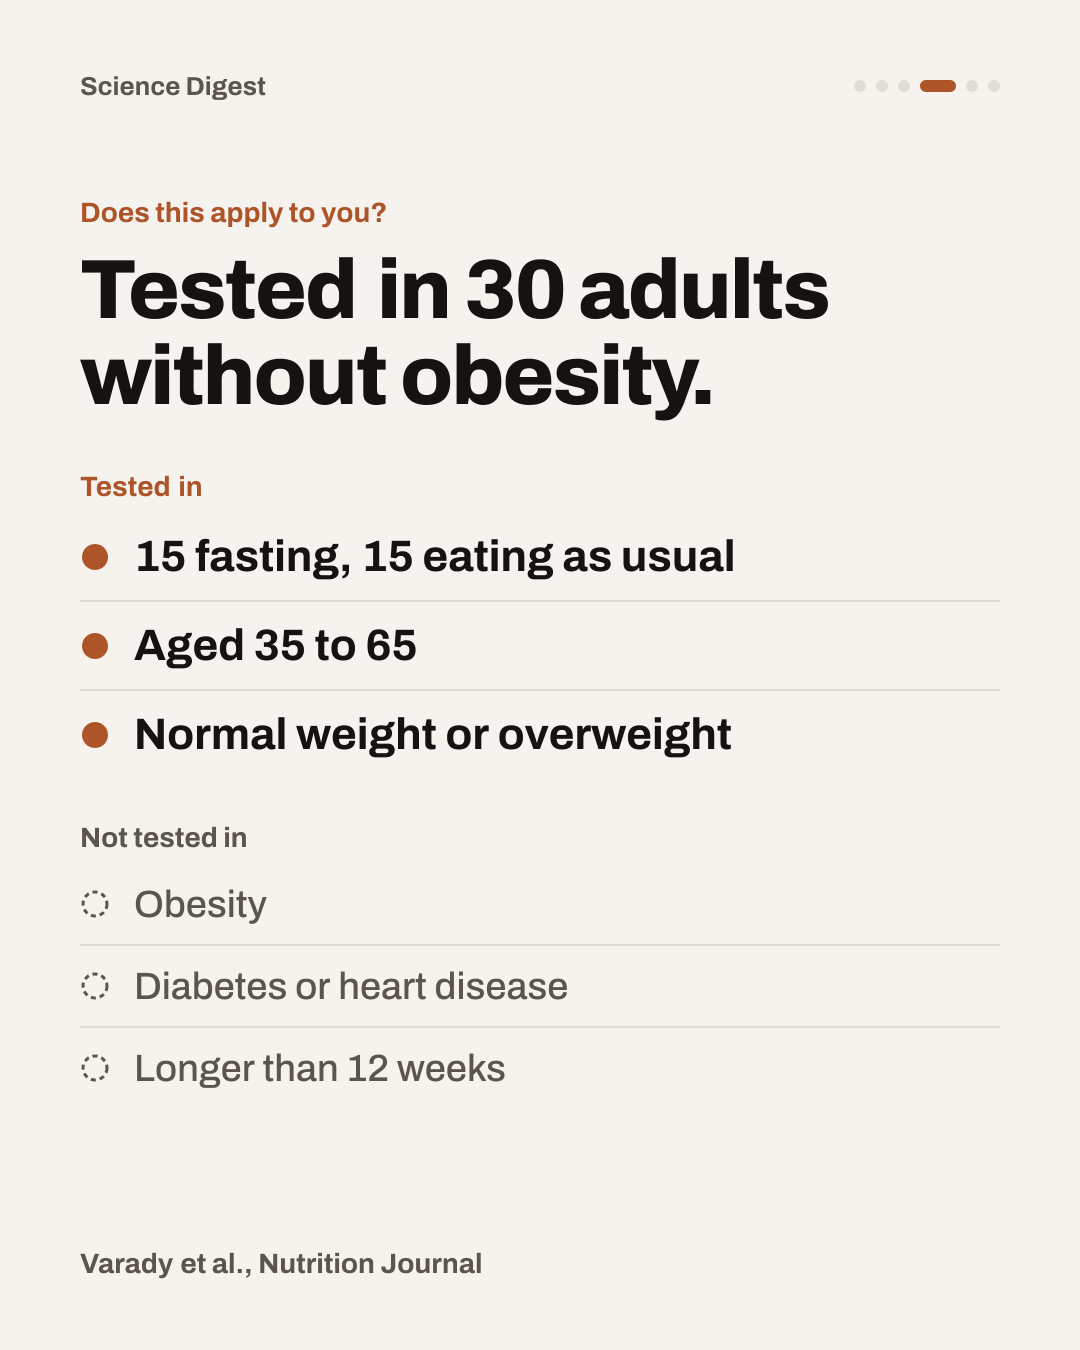 Science Digest
Does this apply to you?
Tested in 30 adults
without obesity.
Tested in
15 fasting, 15 eating as usual
Aged 35 to 65
Normal weight or overweight
Not tested in
Obesity
Diabetes or heart disease
Longer than 12 weeks
Varady et al., Nutrition Journal